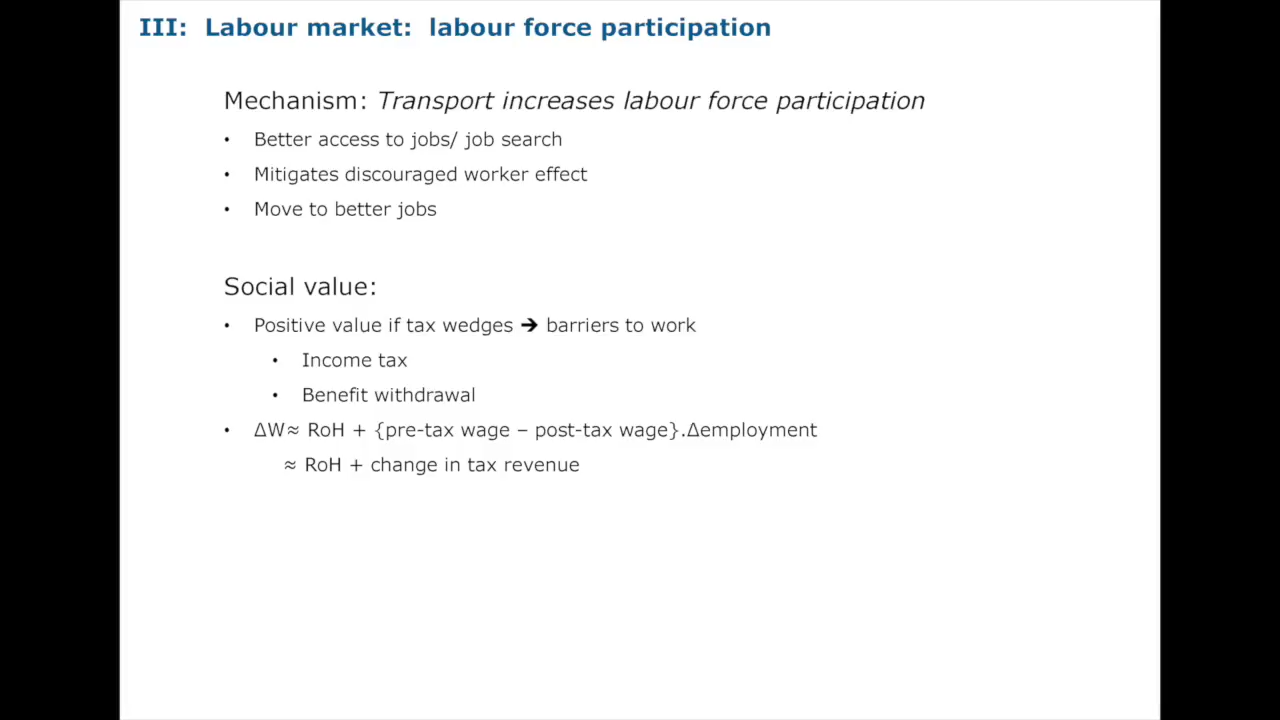 III: Labour market: labour force participation
Mechanism: Transport increases labour force participation
• Better access to jobs/ job search
• Mitigates discouraged worker effect
• Move to better jobs
Social value:
• Positive value if tax wedges ➔ barriers to work
• Income tax
• Benefit withdrawal
• ΔW≈ RoH + {pre-tax wage – post-tax wage}.Δemployment
≈ RoH + change in tax revenue